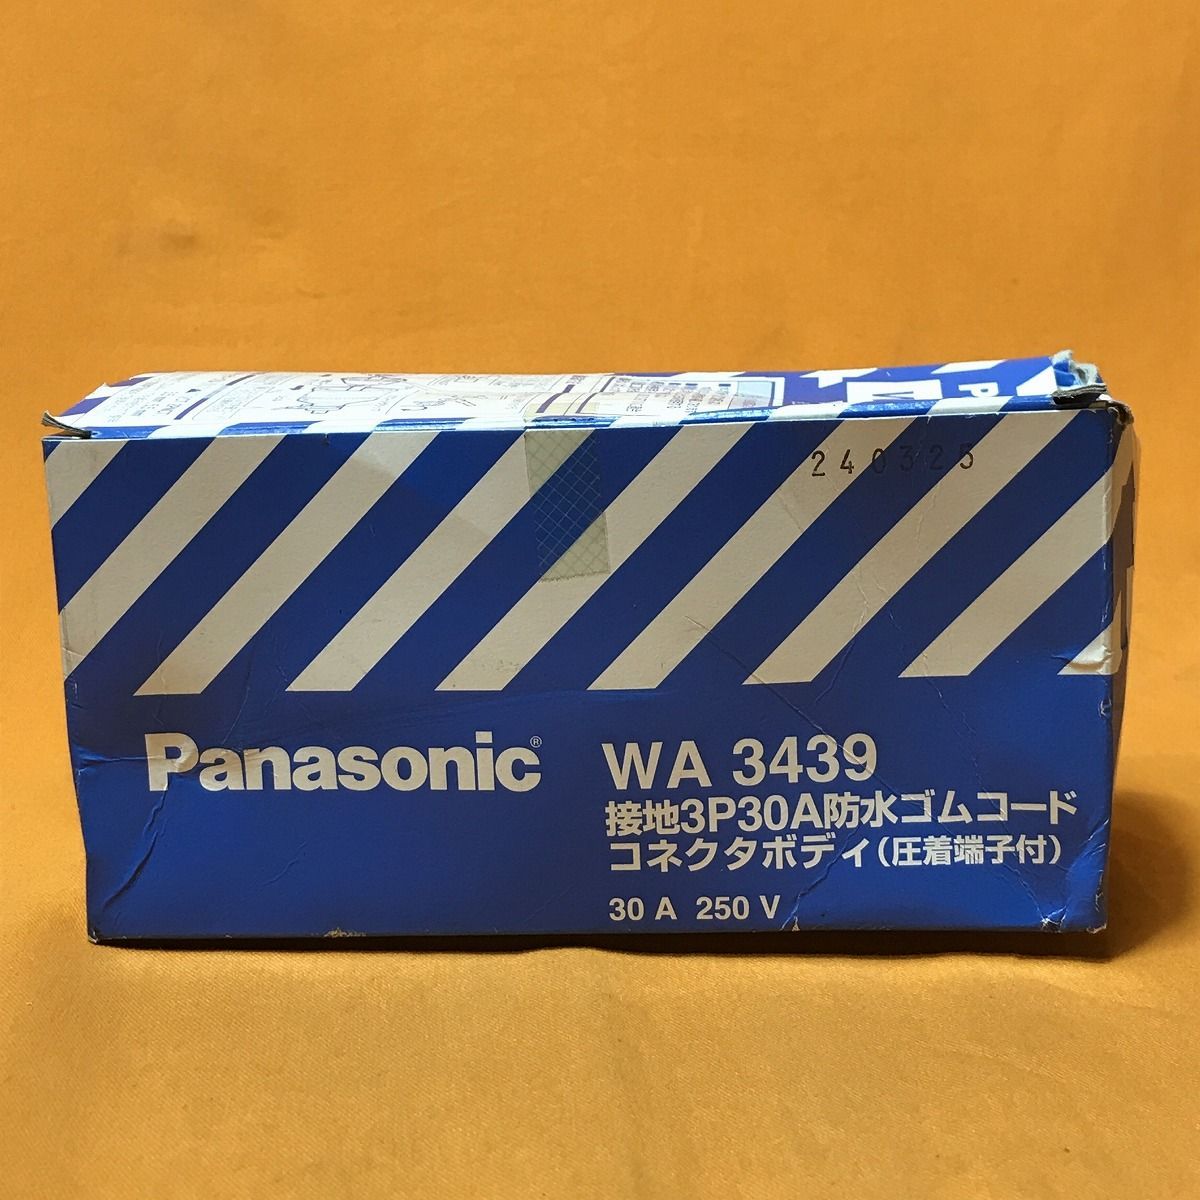 240325
Panasonic®
WA 3439
接地3P30A防水ゴムコード
コネクタボディ(圧着端子付)
30 A 250 V